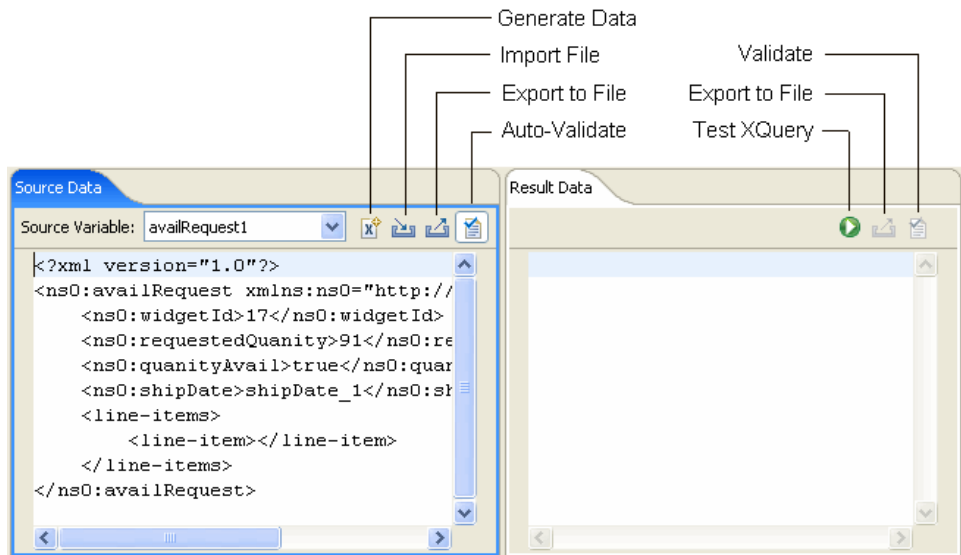 Generate Data
Import File
Validate
Export to File
Export to File
Auto-Validate
Test XQuery
Source Data
Result Data
Source Variable: availRequest1
<?xml version="1.0"?>
<ns0:availRequest xmlns:ns0="http://
<ns0:widgetId>17</ns0:widgetId>
<ns0:requestedQuanity>91</ns0:re
<ns0:quanityAvail>true</ns0:quan
<ns0:shipDate>shipDate_1</ns0:sh
<line-items>
<line-item></line-item>
</line-items>
</ns0:availRequest>